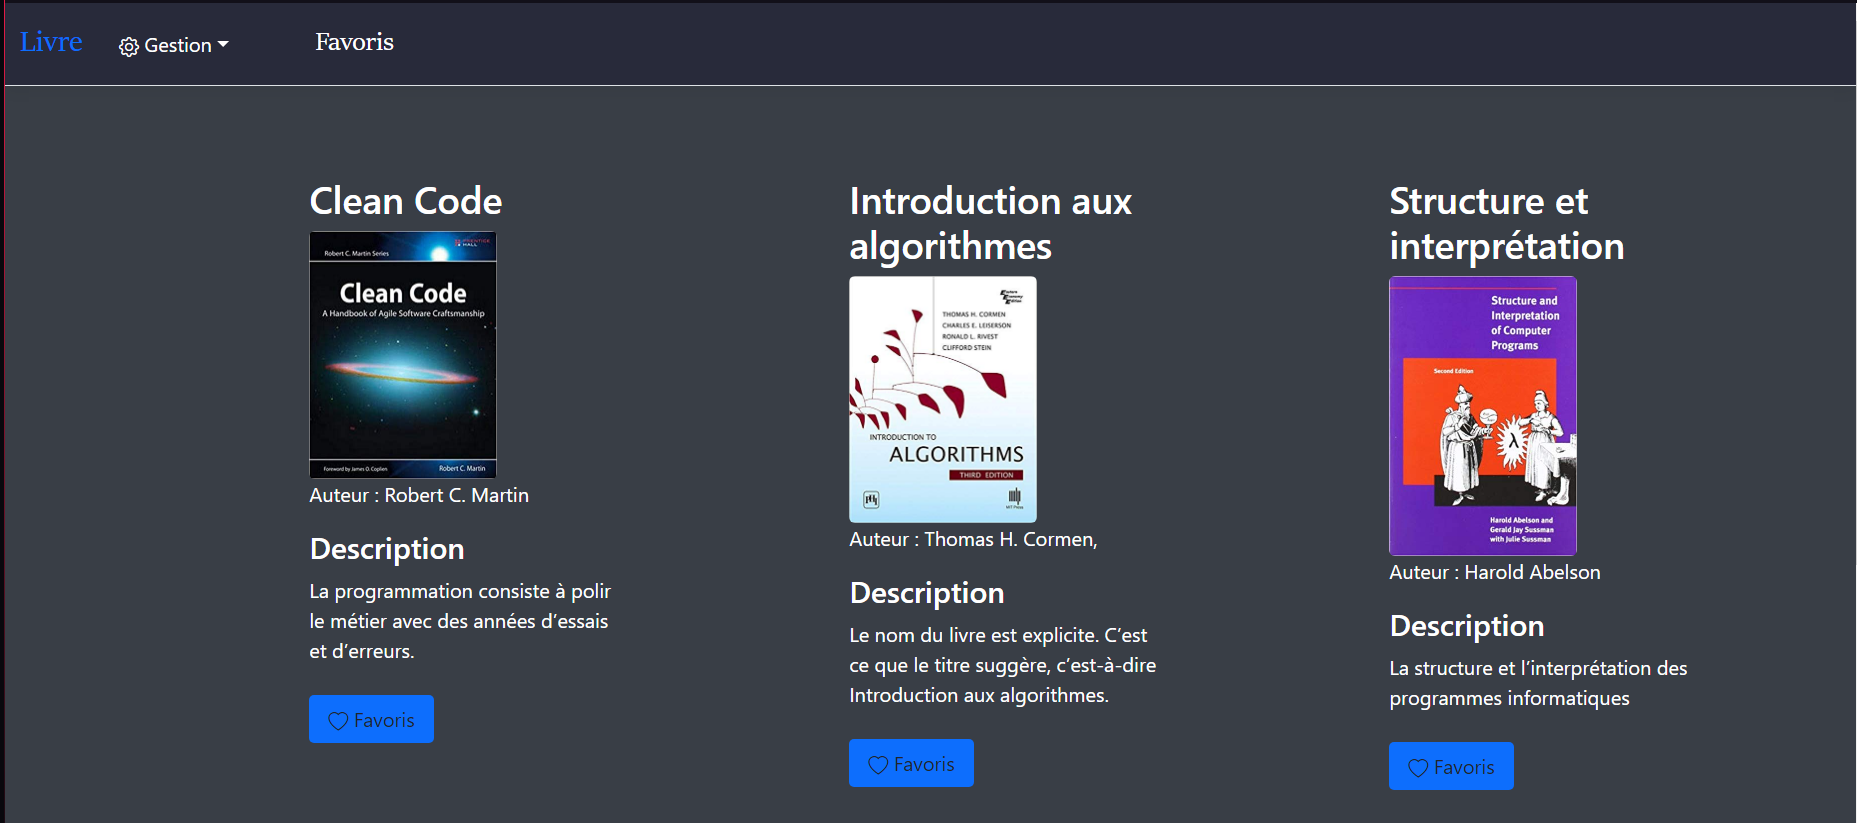 Livre
Gestion
Favoris
Clean Code
PRENTICE
HALL
Robert C. Martin Series
Clean Code
A Handbook of Agile Software Craftsmanship
Foreword by James O. Coplien
Robert C. Martin
Auteur : Robert C. Martin
Description
La programmation consiste à polir
le métier avec des années d’essais
et d’erreurs.
Favoris
Introduction aux
algorithmes
Eastern
Economy
Edition
THOMAS H. CORMEN
CHARLES E. LEISERSON
RONALD L. RIVEST
CLIFFORD STEIN
INTRODUCTION TO
ALGORITHMS
THIRD EDITION
Auteur : Thomas H. Cormen,
Description
Le nom du livre est explicite. C’est
ce que le titre suggère, c’est-à-dire
Introduction aux algorithmes.
Favoris
Structure et
interprétation
Structure and
Interpretation
of Computer
Programs
Second Edition
λ
Harold Abelson and
Gerald Jay Sussman
with Julie Sussman
Auteur : Harold Abelson
Description
La structure et l’interprétation des
programmes informatiques
Favoris